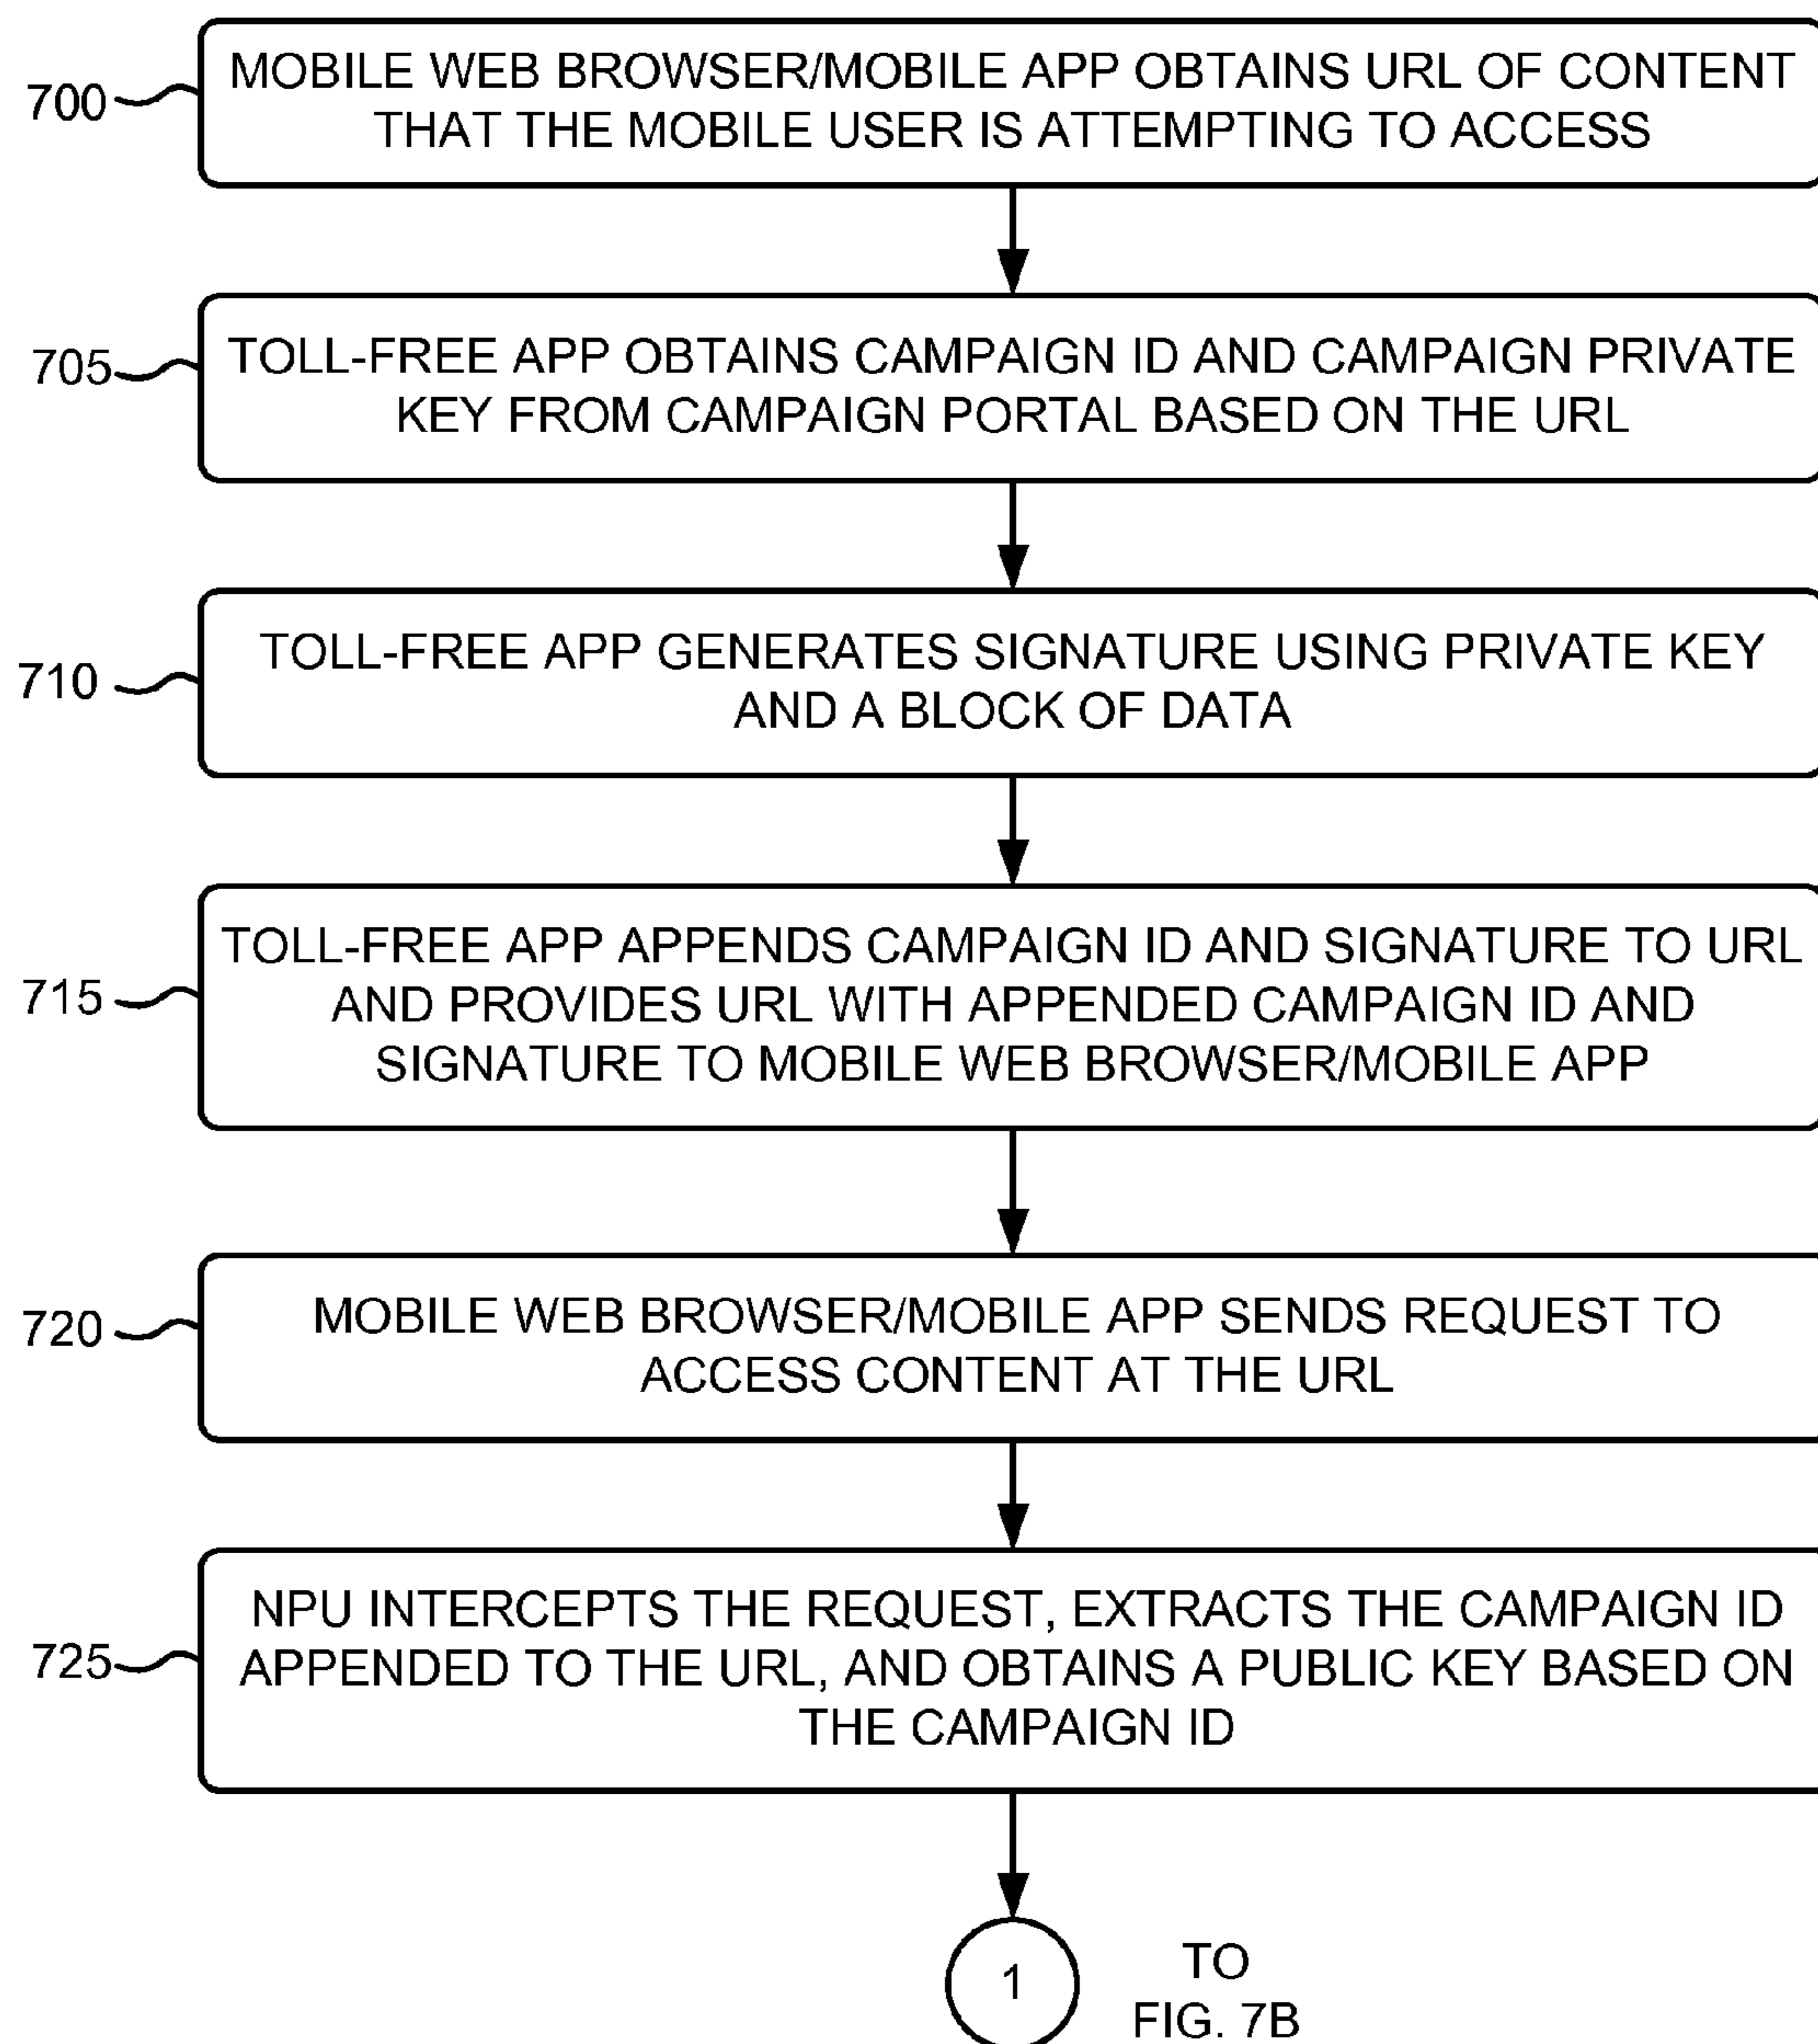 700
MOBILE WEB BROWSER/MOBILE APP OBTAINS URL OF CONTENT
THAT THE MOBILE USER IS ATTEMPTING TO ACCESS
705
TOLL-FREE APP OBTAINS CAMPAIGN ID AND CAMPAIGN PRIVATE
KEY FROM CAMPAIGN PORTAL BASED ON THE URL
710
TOLL-FREE APP GENERATES SIGNATURE USING PRIVATE KEY
AND A BLOCK OF DATA
715
TOLL-FREE APP APPENDS CAMPAIGN ID AND SIGNATURE TO URL
AND PROVIDES URL WITH APPENDED CAMPAIGN ID AND
SIGNATURE TO MOBILE WEB BROWSER/MOBILE APP
720
MOBILE WEB BROWSER/MOBILE APP SENDS REQUEST TO
ACCESS CONTENT AT THE URL
725
NPU INTERCEPTS THE REQUEST, EXTRACTS THE CAMPAIGN ID
APPENDED TO THE URL, AND OBTAINS A PUBLIC KEY BASED ON
THE CAMPAIGN ID
1
TO
FIG. 7B